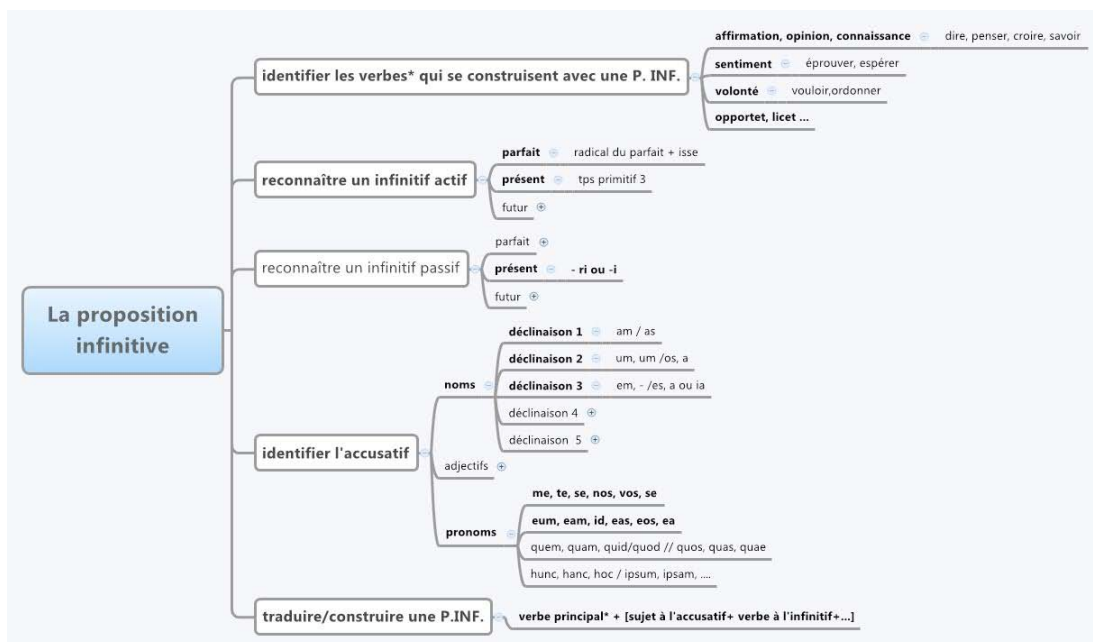 La proposition
infinitive
identifier les verbes* qui se construisent avec une P. INF.
affirmation, opinion, connaissance dire, penser, croire, savoir
sentiment éprouver, espérer
volonté vouloir,ordonner
opportet, licet ...
reconnaître un infinitif actif
parfait radical du parfait + isse
présent tps primitif 3
futur
reconnaître un infinitif passif
parfait
présent - ri ou -i
futur
identifier l'accusatif
noms
déclinaison 1 am / as
déclinaison 2 um, um /os, a
déclinaison 3 em, - /es, a ou ia
déclinaison 4
déclinaison 5
adjectifs
pronoms
me, te, se, nos, vos, se
eum, eam, id, eas, eos, ea
quem, quam, quid/quod // quos, quas, quae
hunc, hanc, hoc / ipsum, ipsam, ....
traduire/construire une P.INF.
verbe principal* + [sujet à l'accusatif+ verbe à l'infinitif+...]